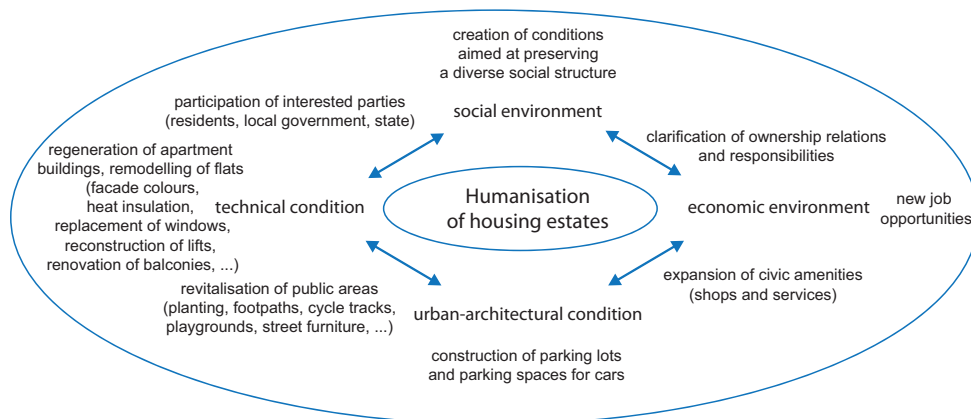 creation of conditions
aimed at preserving
a diverse social structure
participation of interested parties
(residents, local government, state)
social environment
clarification of ownership relations
and responsibilities
regeneration of apartment
buildings, remodelling of flats
(facade colours,
heat insulation,
replacement of windows,
reconstruction of lifts,
renovation of balconies, ...)
technical condition
Humanisation
of housing estates
economic environment
new job
opportunities
revitalisation of public areas
(planting, footpaths, cycle tracks,
playgrounds, street furniture, ...)
urban-architectural condition
expansion of civic amenities
(shops and services)
construction of parking lots
and parking spaces for cars